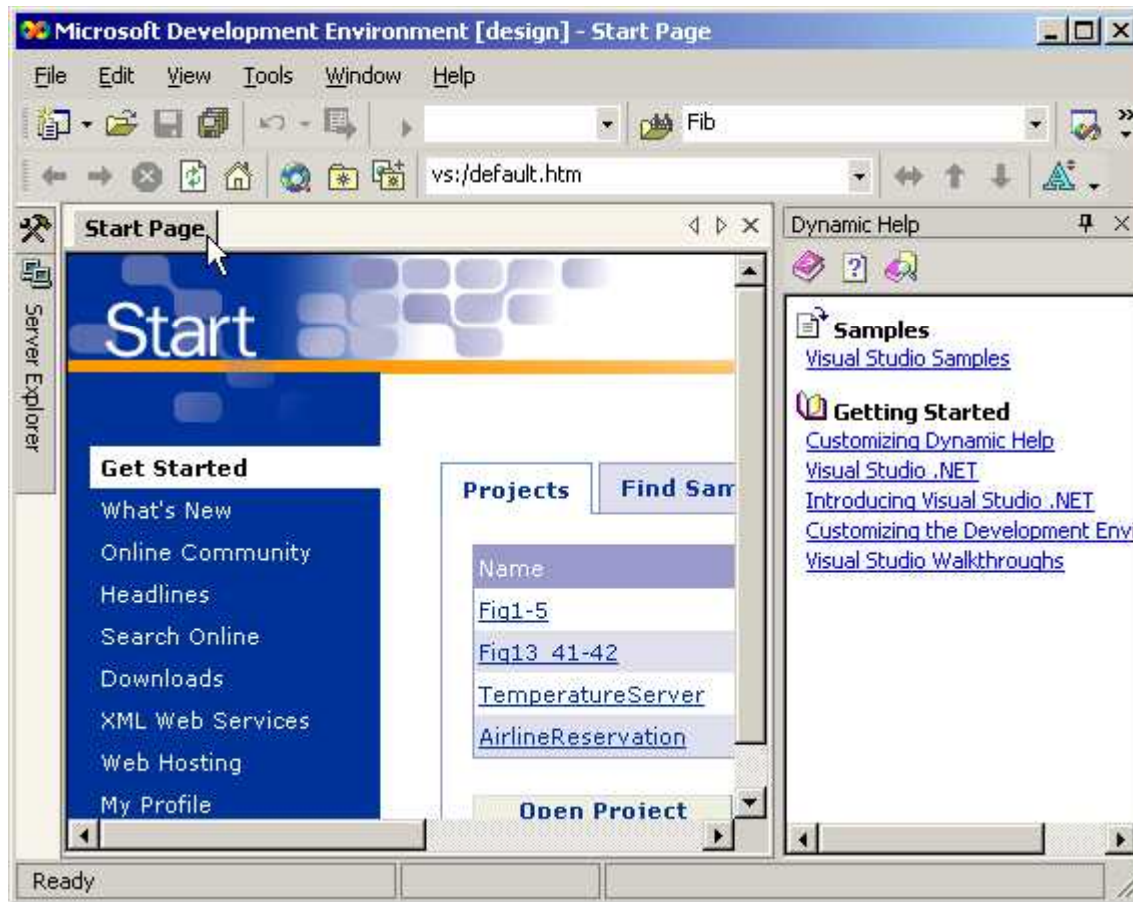 Microsoft Development Environment [design] - Start Page
File Edit View Tools Window Help
Fib
vs:/default.htm
Start Page
Dynamic Help
Server Explorer
Start
Get Started
What's New
Online Community
Headlines
Search Online
Downloads
XML Web Services
Web Hosting
My Profile
Projects
Find Sam
Name
Fig1-5
Fig13_41-42
TemperatureServer
AirlineReservation
Open Project
Samples
Visual Studio Samples
Getting Started
Customizing Dynamic Help
Visual Studio .NET
Introducing Visual Studio .NET
Customizing the Development Envi
Visual Studio Walkthroughs
Ready